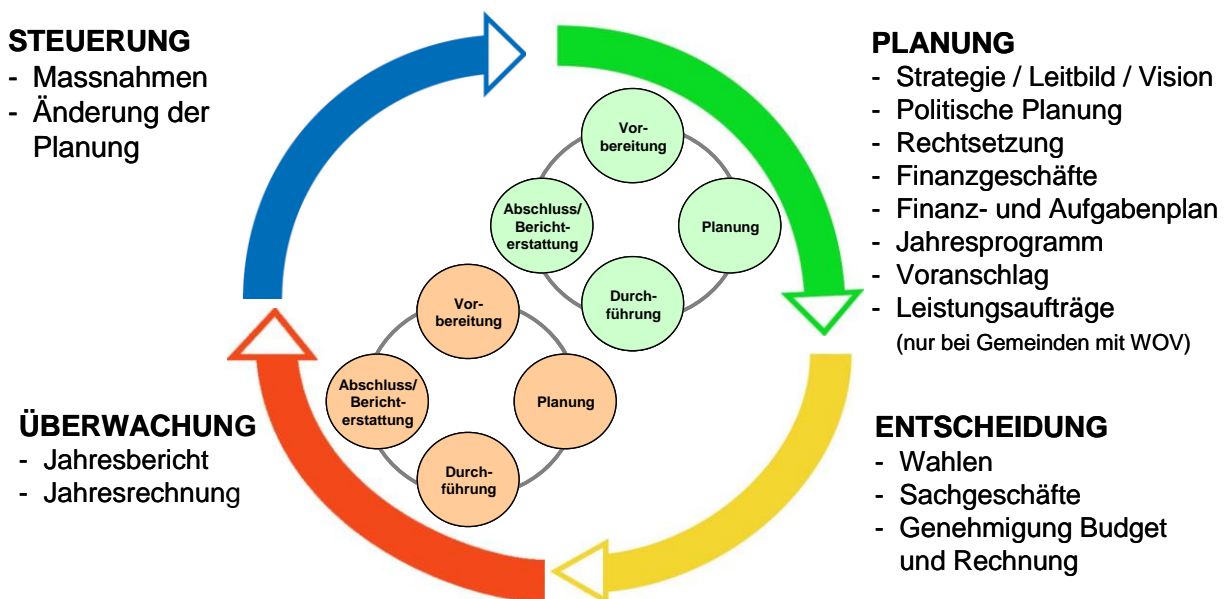 STEUERUNG
- Massnahmen
- Änderung der
Planung
PLANUNG
- Strategie / Leitbild / Vision
- Politische Planung
- Rechtsetzung
- Finanzgeschäfte
- Finanz- und Aufgabenplan
- Jahresprogramm
- Voranschlag
- Leistungsaufträge
(nur bei Gemeinden mit WOV)
Vor-
bereitung
Planung
Durch-
führung
Abschluss/
Bericht-
erstattung
Vor-
bereitung
Planung
Durch-
führung
Abschluss/
Bericht-
erstattung
ÜBERWACHUNG
- Jahresbericht
- Jahresrechnung
ENTSCHEIDUNG
- Wahlen
- Sachgeschäfte
- Genehmigung Budget
und Rechnung